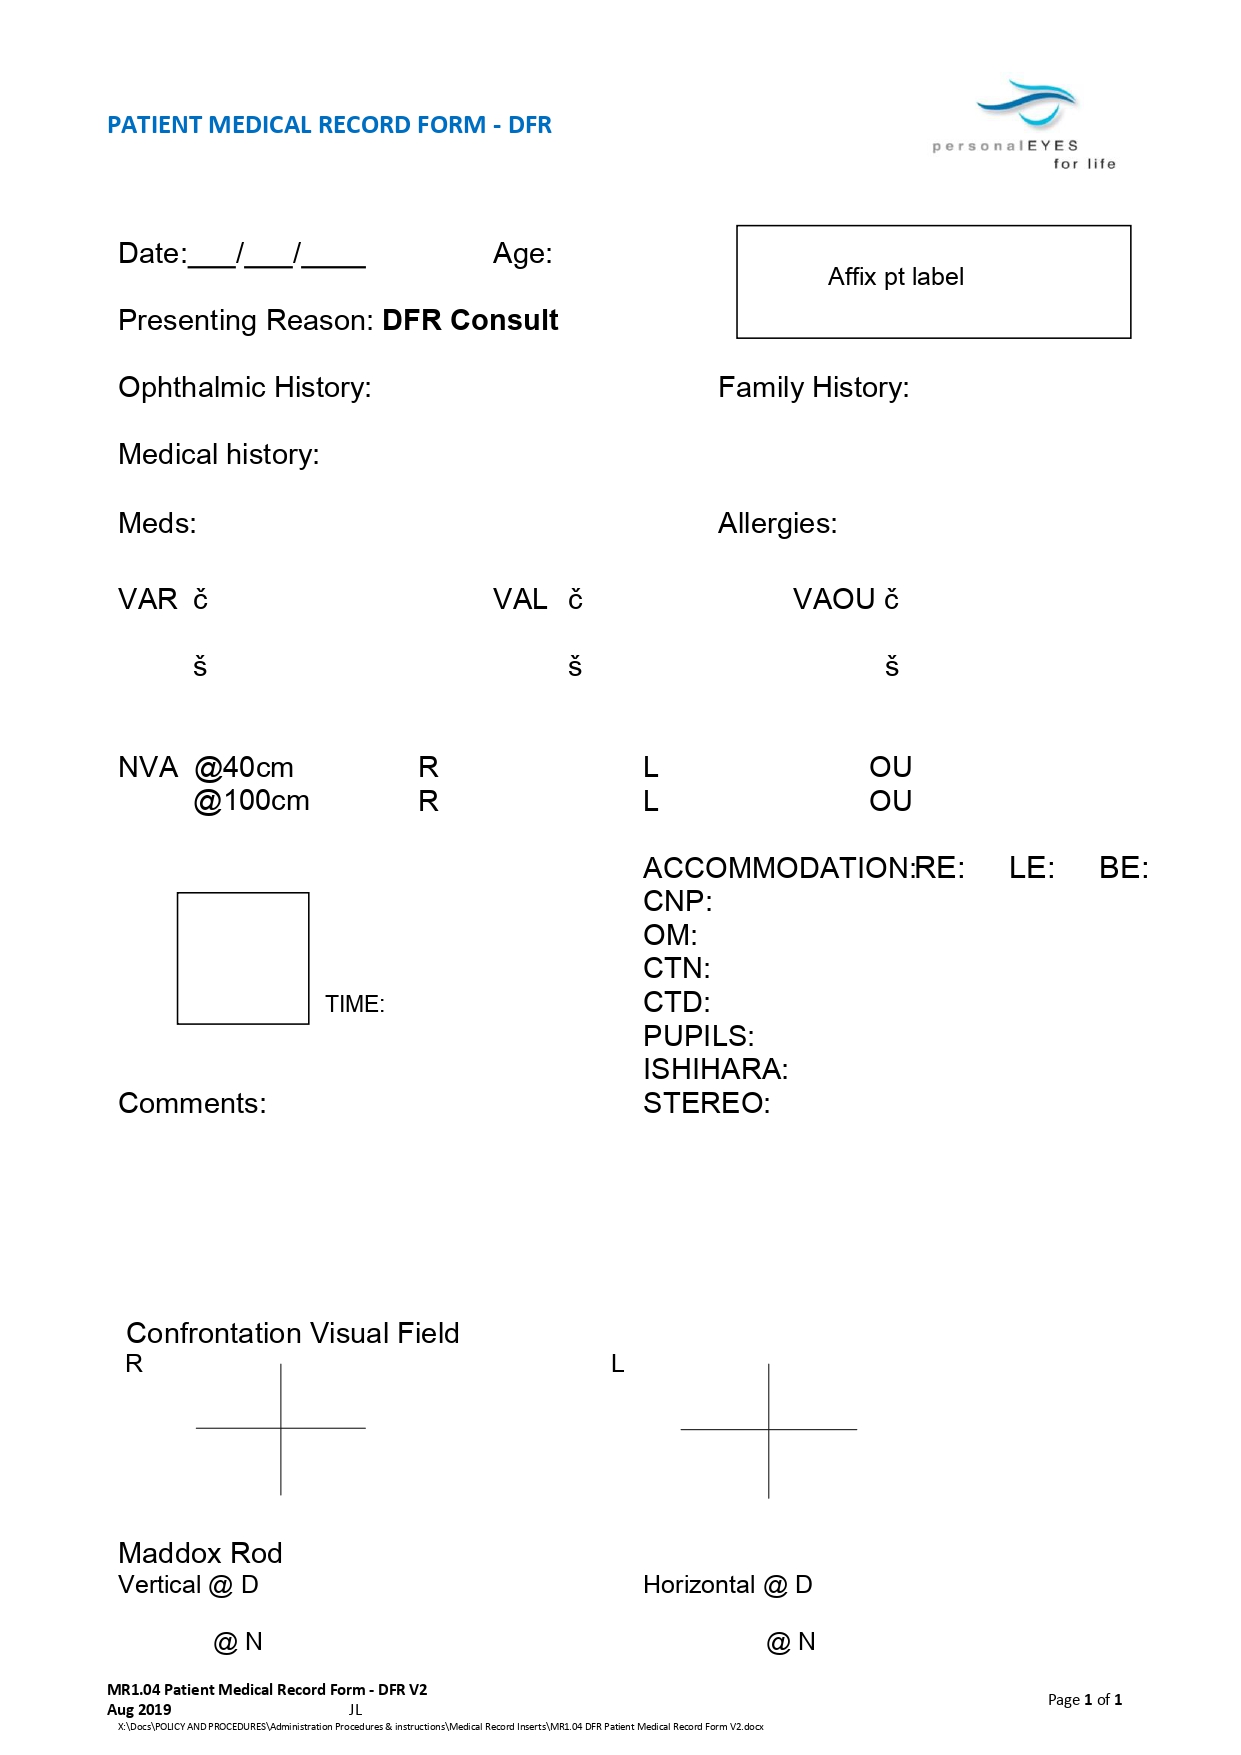 PATIENT MEDICAL RECORD FORM - DFR
personalEYES
for life
Date:___/___/____ Age:
Affix pt label
Presenting Reason: DFR Consult
Ophthalmic History: Family History:
Medical history:
Meds: Allergies:
VAR č VAL č VAOU č
š š š
NVA @40cm R L OU
@100cm R L OU
ACCOMMODATION:RE: LE: BE:
CNP:
OM:
CTN:
TIME: CTD:
PUPILS:
ISHIHARA:
Comments: STEREO:
Confrontation Visual Field
R L
Maddox Rod
Vertical @ D Horizontal @ D
@ N @ N
MR1.04 Patient Medical Record Form - DFR V2
Aug 2019 JL Page 1 of 1
X:\Docs\POLICY AND PROCEDURES\Administration Procedures & instructions\Medical Record Inserts\MR1.04 DFR Patient Medical Record Form V2.docx